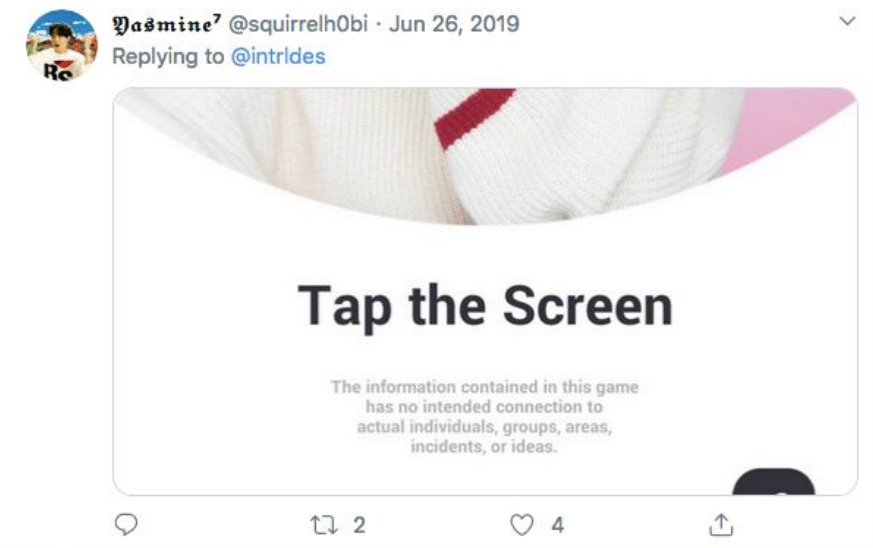 𝖄𝖆𝖘𝖒𝖎𝖓𝖊⁷ @squirrelh0bi · Jun 26, 2019
Replying to @intrldes
Tap the Screen
The information contained in this game
has no intended connection to
actual individuals, groups, areas,
incidents, or ideas.
2 4